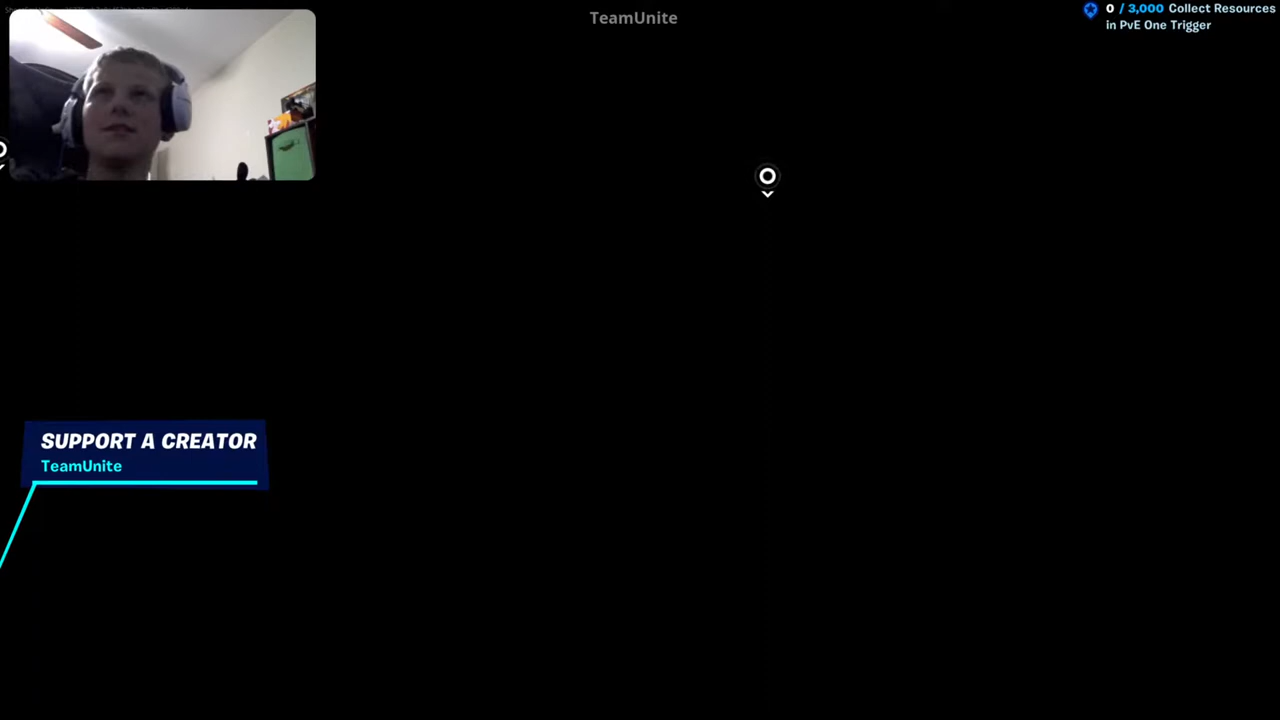 TeamUnite
0 / 3,000 Collect Resources
in PvE One Trigger
SUPPORT A CREATOR
TeamUnite